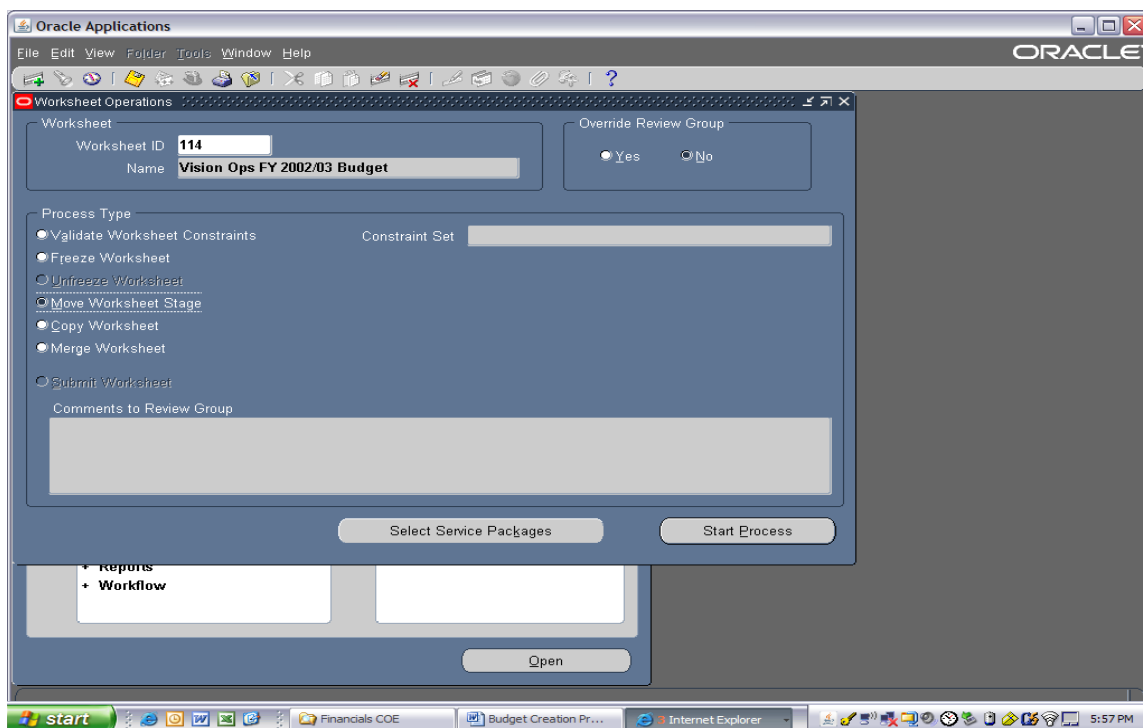 Oracle Applications
File Edit View Folder Tools Window Help
ORACLE
Worksheet Operations
Worksheet
Worksheet ID 114
Name Vision Ops FY 2002/03 Budget
Override Review Group
Yes No
Process Type
Validate Worksheet Constraints
Constraint Set
Freeze Worksheet
Unfreeze Worksheet
Move Worksheet Stage
Copy Worksheet
Merge Worksheet
Submit Worksheet
Comments to Review Group
Select Service Packages Start Process
+ Reports
+ Workflow
Open
start Financials COE Budget Creation Pr... 3 Internet Explorer 5:57 PM